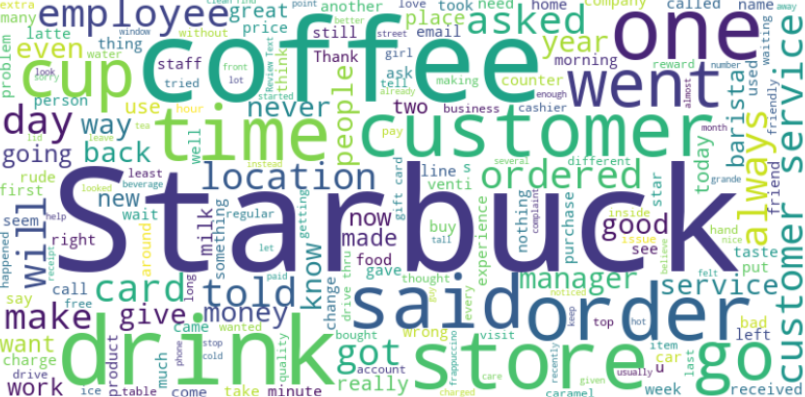 extra
many
employee
great
price
another
still
place
love
took
need
home
company
called
name
away
point
better
street
latte
window
without
Thank
email
asked
year
one
even
cup
coffee
went
problem
thing
water
staff
tried
girl
ask
tell
already
making
counter
morning
reward
number
waiting
look
sorry
front
lot
started
Review Text
think
people
enough
almost
used
barista
friendly
customer service
person
use
hour
never
two
business
cashier
day
way
time
customer
month
today
always
going
back
tea
lid
leave
well
pay
several
different
rude
first
least
beverage
instead
location
gift card
line
s
venti
ordered
star
grande
friend
looked
Starbuck
new
wait
milk
something
regular
getting
now
made
food
buy
tall
experience
nothing
complaint
purchase
good
inside
issue
see
hand
nice
taste
put
seem
help
right
around
let
know
change
drive thru
gave
thought
every
manager
believe
felt
service
happened
will
receipt
call
card
long
told
paid
said
order
say
free
make
give
money
bought
guy
wrong
noticed
keep
top
hot
bad
left
want
charge
came
wanted
drink
got
visit
store
item
car
go
product
much
phone
stop
cold
quality
account
frappuccino
care
recently
u
last
drive
work
ice
table
come
take
minute
really
charged
given
usually
caramel
week
received